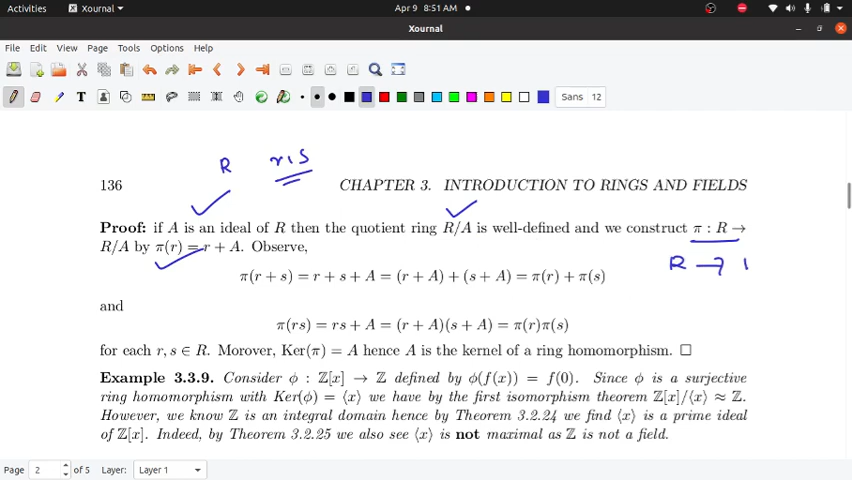 Activities Xournal Apr 9 8:51 AM
Xournal
File Edit View Page Tools Options Help
T Sans 12
R r,s
136 CHAPTER 3. INTRODUCTION TO RINGS AND FIELDS
Proof: if A is an ideal of R then the quotient ring R/A is well-defined and we construct π : R →
R/A by π(r) = r + A. Observe,
R →
π(r + s) = r + s + A = (r + A) + (s + A) = π(r) + π(s)
and
π(rs) = rs + A = (r + A)(s + A) = π(r)π(s)
for each r, s ∈ R. Morover, Ker(π) = A hence A is the kernel of a ring homomorphism. □
Example 3.3.9. Consider ϕ : ℤ[x] → ℤ defined by ϕ(f(x)) = f(0). Since ϕ is a surjective
ring homomorphism with Ker(ϕ) = ⟨x⟩ we have by the first isomorphism theorem ℤ[x]/⟨x⟩ ≈ ℤ.
However, we know ℤ is an integral domain hence by Theorem 3.2.24 we find ⟨x⟩ is a prime ideal
of ℤ[x]. Indeed, by Theorem 3.2.25 we also see ⟨x⟩ is not maximal as ℤ is not a field.
Page 2 of 5 Layer: Layer 1